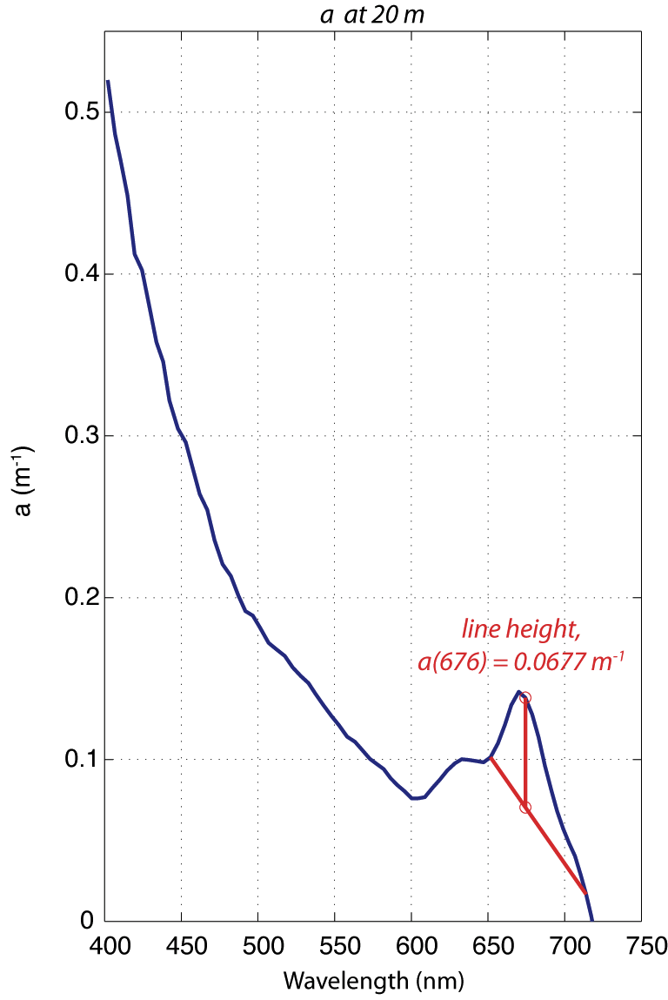 a at 20 m
0.5
0.4
0.3
0.2
0.1
0
a (m⁻¹)
line height,
a(676) = 0.0677 m⁻¹
400 450 500 550 600 650 700 750
Wavelength (nm)